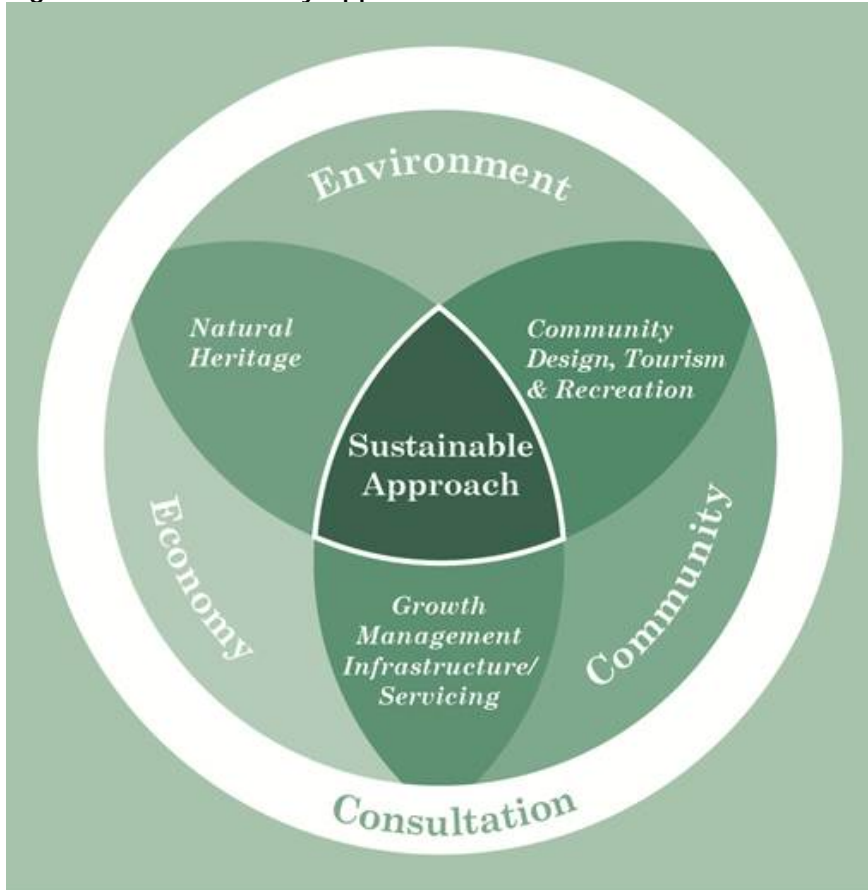 Environment
Natural
Heritage
Community
Design, Tourism
& Recreation
Sustainable
Approach
Economy
Community
Growth
Management
Infrastructure/
Servicing
Consultation